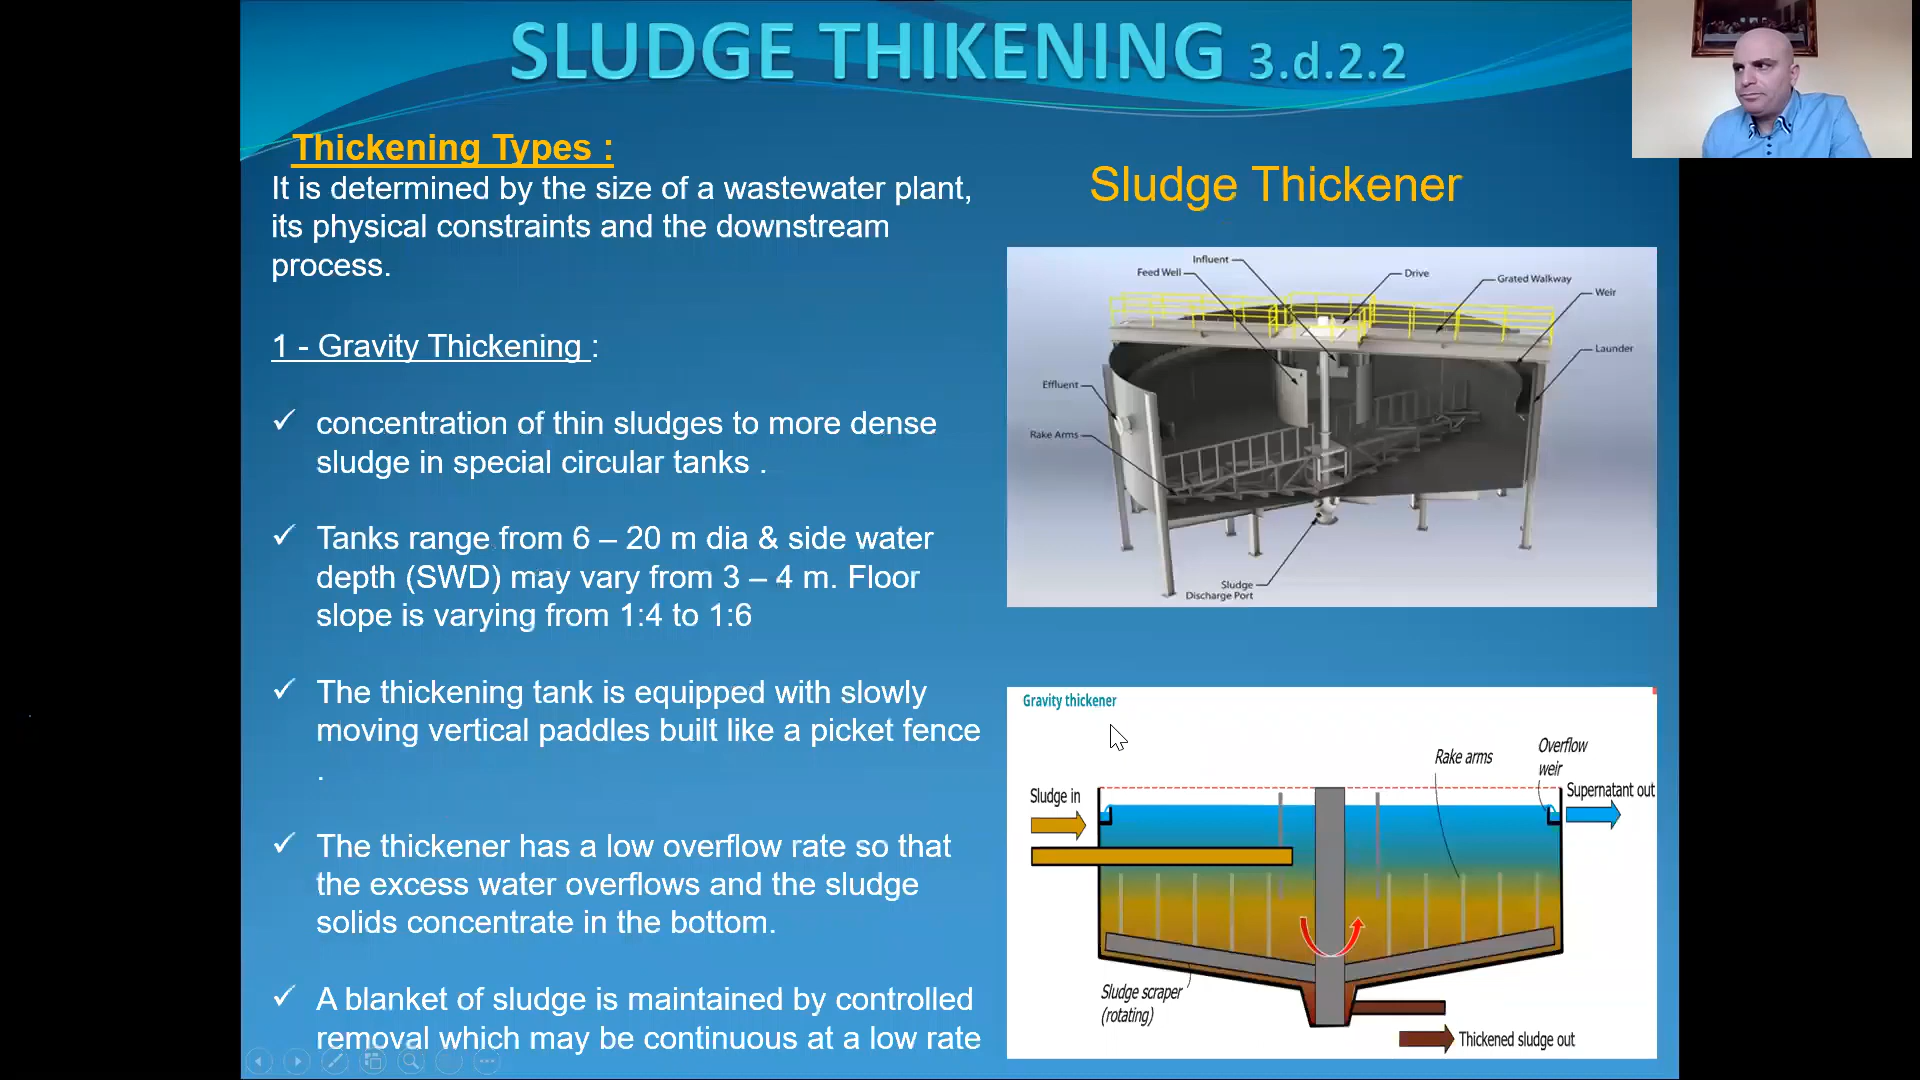 SLUDGE THIKENING 3.d.2.2
Thickening Types :
It is determined by the size of a wastewater plant,
its physical constraints and the downstream
process.
1 - Gravity Thickening :
✓ concentration of thin sludges to more dense
sludge in special circular tanks .
✓ Tanks range from 6 – 20 m dia & side water
depth (SWD) may vary from 3 – 4 m. Floor
slope is varying from 1:4 to 1:6
✓ The thickening tank is equipped with slowly
moving vertical paddles built like a picket fence
.
✓ The thickener has a low overflow rate so that
the excess water overflows and the sludge
solids concentrate in the bottom.
✓ A blanket of sludge is maintained by controlled
removal which may be continuous at a low rate
Sludge Thickener
Influent
Feed Well
Drive
Grated Walkway
Weir
Launder
Effluent
Rake Arms
Sludge
Discharge Port
Gravity thickener
Rake arms
Overflow
weir
Sludge in
Supernatant out
Sludge scraper
(rotating)
Thickened sludge out